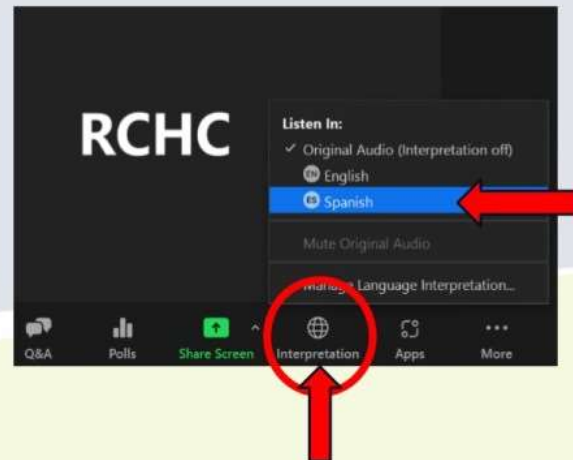 RCHC
Listen In:
✓ Original Audio (Interpretation off)
EN English
ES Spanish
Mute Original Audio
Manage Language Interpretation...
Q&A Polls Share Screen Interpretation Apps More